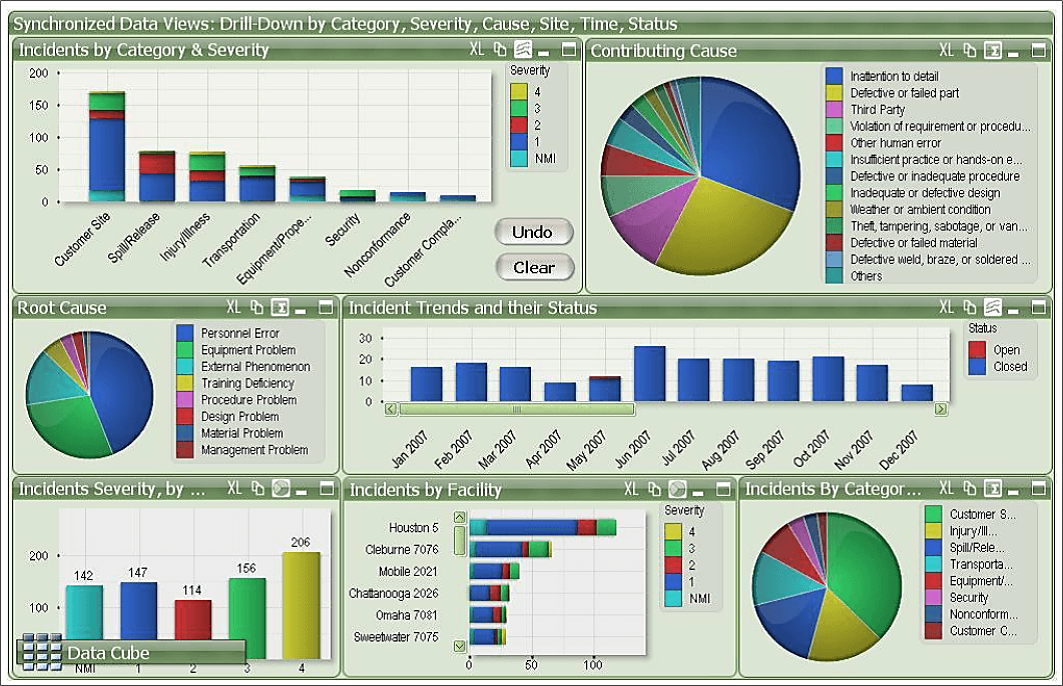 Synchronized Data Views: Drill-Down by Category, Severity, Cause, Site, Time, Status
Incidents by Category & Severity
XL
200
150
100
50
0
Customer Site
Spill/Release
Injury/Illness
Transportation
Equipment/Prope...
Security
Nonconformance
Customer Compla...
Severity
4
3
2
1
NMI
Undo
Clear
Contributing Cause
XL
Inattention to detail
Defective or failed part
Third Party
Violation of requirement or procedu...
Other human error
Insufficient practice or hands-on e...
Defective or inadequate procedure
Inadequate or defective design
Weather or ambient condition
Theft, tampering, sabotage, or van...
Defective or failed material
Defective weld, braze, or soldered ...
Others
Root Cause
XL
Personnel Error
Equipment Problem
External Phenomenon
Training Deficiency
Procedure Problem
Design Problem
Material Problem
Management Problem
Incident Trends and their Status
XL
30
20
10
0
Jan 2007
Feb 2007
Mar 2007
Apr 2007
May 2007
Jun 2007
Jul 2007
Aug 2007
Sep 2007
Oct 2007
Nov 2007
Dec 2007
Status
Open
Closed
Incidents Severity, by ...
XL
200
100
142
147
114
156
206
NMI
1
2
3
4
Data Cube
Incidents by Facility
XL
Houston 5
Cleburne 7076
Mobile 2021
Chattanooga 2026
Omaha 7081
Sweetwater 7075
0
50
100
Severity
4
3
2
1
NMI
Incidents By Categor...
XL
Customer S...
Injury/Ill...
Spill/Rele...
Transporta...
Equipment/...
Security
Nonconform...
Customer C...